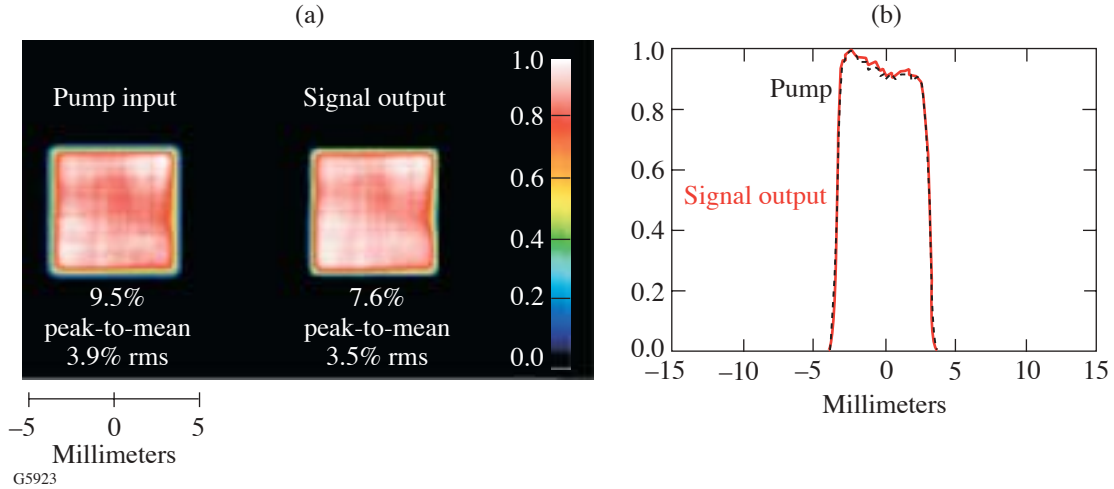 (a)
Pump input
Signal output
9.5%
peak-to-mean
3.9% rms
7.6%
peak-to-mean
3.5% rms
1.0
0.8
0.6
0.4
0.2
0.0
–5 0 5
Millimeters
G5923
(b)
1.0
0.8
0.6
0.4
0.2
0.0
Pump
Signal output
–15 –10 –5 0 5 10 15
Millimeters